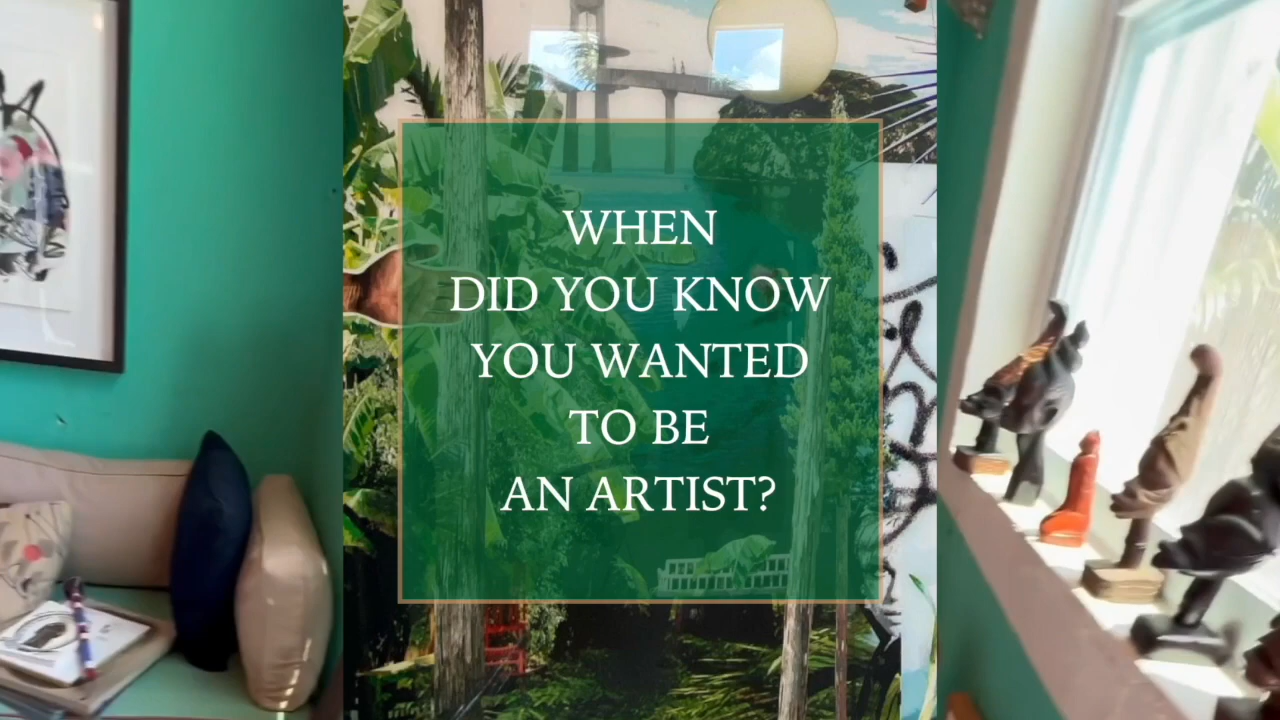 WHEN
DID YOU KNOW
YOU WANTED
TO BE
AN ARTIST?